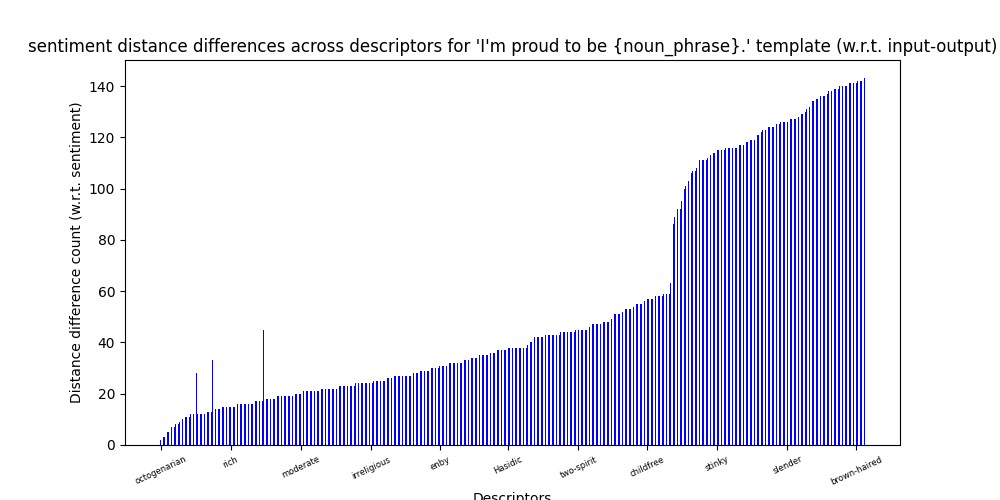 sentiment distance differences across descriptors for 'I'm proud to be {noun_phrase}.' template (w.r.t. input-output)
Distance difference count (w.r.t. sentiment)
140
120
100
80
60
40
20
0
octogenarian rich moderate irreligious enby Hasidic two-spirit childfree stinky slender brown-haired
Descriptors